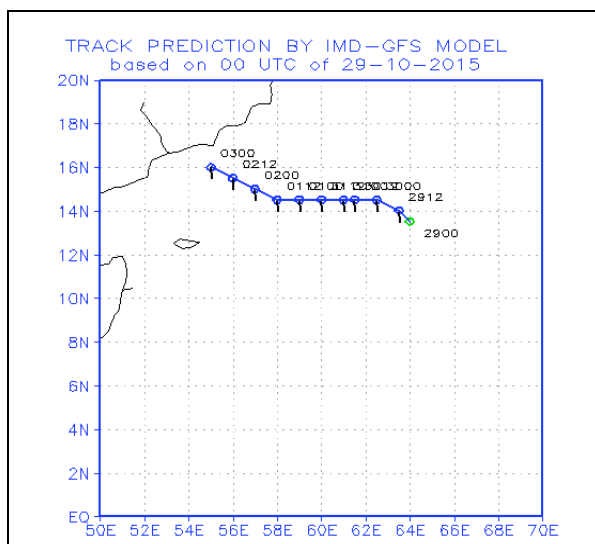 TRACK PREDICTION BY IMD-GFS MODEL
based on 00 UTC of 29-10-2015
20N
18N
16N
14N
12N
10N
8N
6N
4N
2N
EQ
0300
0212
0200
2912
2900
50E 52E 54E 56E 58E 60E 62E 64E 66E 68E 70E